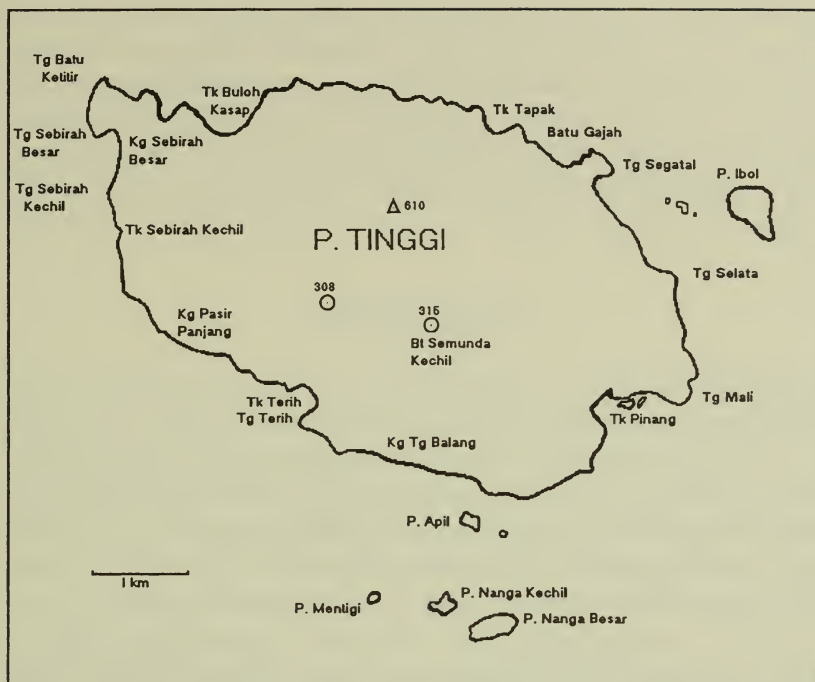 Tg Batu
Ketitir
Tk Buloh
Kasap
Tk Tapak
Batu Gajah
Tg Sebirah
Besar
Kg Sebirah
Besar
Tg Segatal
P. Ibol
Tg Sebirah
Kechil
610
Tk Sebirah Kechil
P. TINGGI
Tg Selata
308
315
Kg Pasir
Panjang
Bt Semunda
Kechil
Tk Terih
Tg Terih
Tg Mali
Tk Pinang
Kg Tg Balang
P. Apil
1 km
P. Mentigi
P. Nanga Kechil
P. Nanga Besar